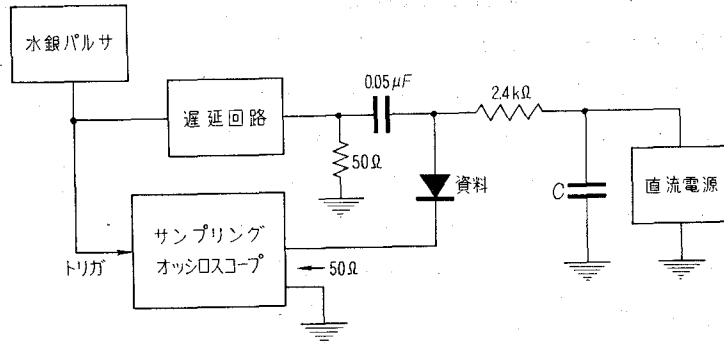 水銀パルサ
遅延回路
0.05μF
2.4kΩ
50Ω
資料
C
直流電源
サンプリング
オッシロスコープ
トリガ
50Ω